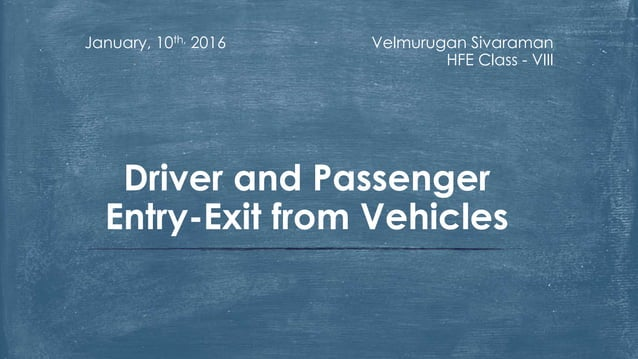 January, 10th, 2016
Velmurugan Sivaraman
HFE Class - VIII
Driver and Passenger
Entry-Exit from Vehicles